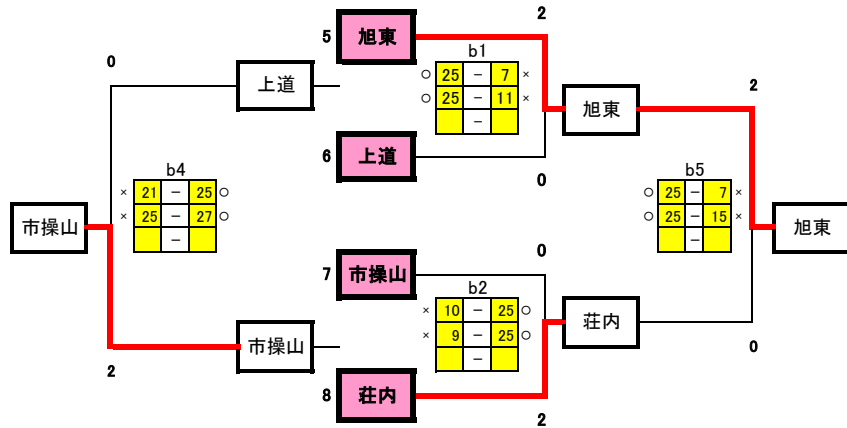 2
5 旭東
b1
0
○ 25 － 7 ×
上道
2
○ 25 － 11 ×
旭東
－
6 上道
b4
0
b5
× 21 － 25 ○
○ 25 － 7 ×
× 25 － 27 ○
○ 25 － 15 ×
市操山
－
－
旭東
0
7 市操山
b2
× 10 － 25 ○
荘内
× 9 － 25 ○
市操山
－
0
2
8 荘内
2